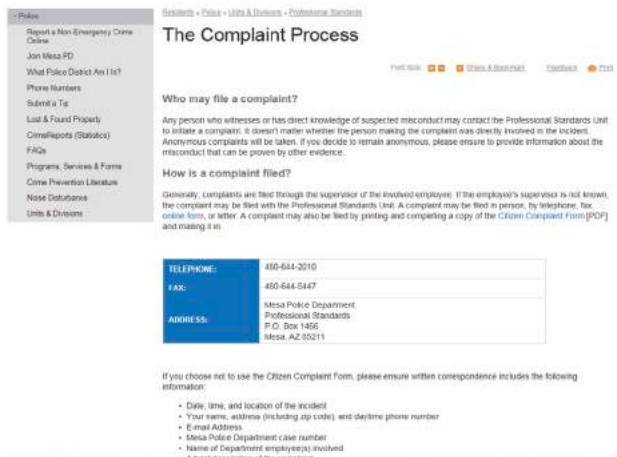 Police
Report a Non-Emergency Crime
Online
Join Mesa PD
What Police District Am I In?
Phone Numbers
Submit a Tip
Lost & Found Property
CrimeReports (Statistics)
FAQs
Programs, Services & Forms
Crime Prevention Literature
Noise Disturbance
Units & Divisions
Residents » Police » Units & Divisions » Professional Standards
The Complaint Process
Font Size: Share & Bookmark Feedback Print
Who may file a complaint?
Any person who witnesses or has direct knowledge of suspected misconduct may contact the Professional Standards Unit
to initiate a complaint. It doesn't matter whether the person making the complaint was directly involved in the incident.
Anonymous complaints will be taken. If you decide to remain anonymous, please ensure to provide information about the
misconduct that can be proven by other evidence.
How is a complaint filed?
Generally, complaints are filed through the supervisor of the involved employee. If the employee's supervisor is not known,
the complaint may be filed with the Professional Standards Unit. A complaint may be filed in person, by telephone, fax,
online form, or letter. A complaint may also be filed by printing and completing a copy of the Citizen Complaint Form [PDF]
and mailing it in.
TELEPHONE: 480-644-2010
FAX: 480-644-5447
ADDRESS:
Mesa Police Department
Professional Standards
P.O. Box 1466
Mesa, AZ 85211
If you choose not to use the Citizen Complaint Form, please ensure written correspondence includes the following
information:
• Date, time, and location of the incident
• Your name, address (including zip code), and daytime phone number
• E-mail Address
• Mesa Police Department case number
• Name of Department employee(s) involved